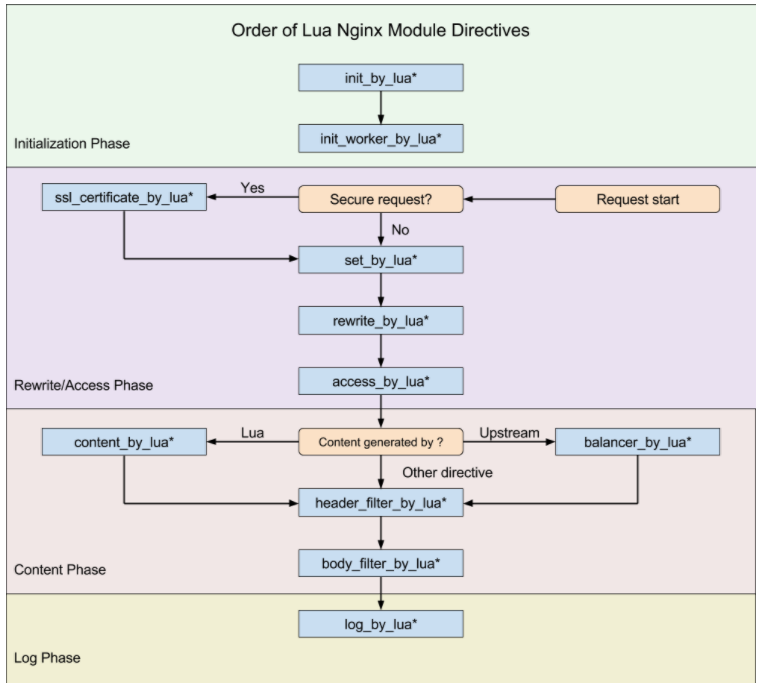 Order of Lua Nginx Module Directives
init_by_lua*
init_worker_by_lua*
Initialization Phase
ssl_certificate_by_lua*
Yes
Secure request?
Request start
No
set_by_lua*
rewrite_by_lua*
access_by_lua*
Rewrite/Access Phase
content_by_lua*
Lua
Content generated by ?
Upstream
balancer_by_lua*
Other directive
header_filter_by_lua*
body_filter_by_lua*
Content Phase
log_by_lua*
Log Phase